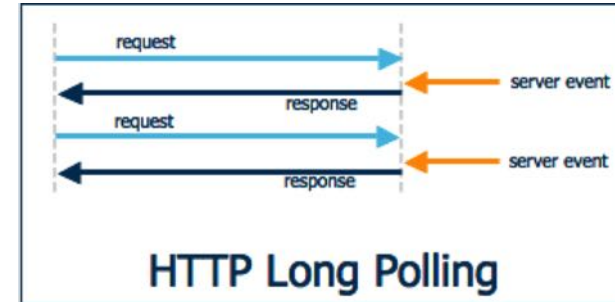 request
server event
response
request
server event
response
HTTP Long Polling